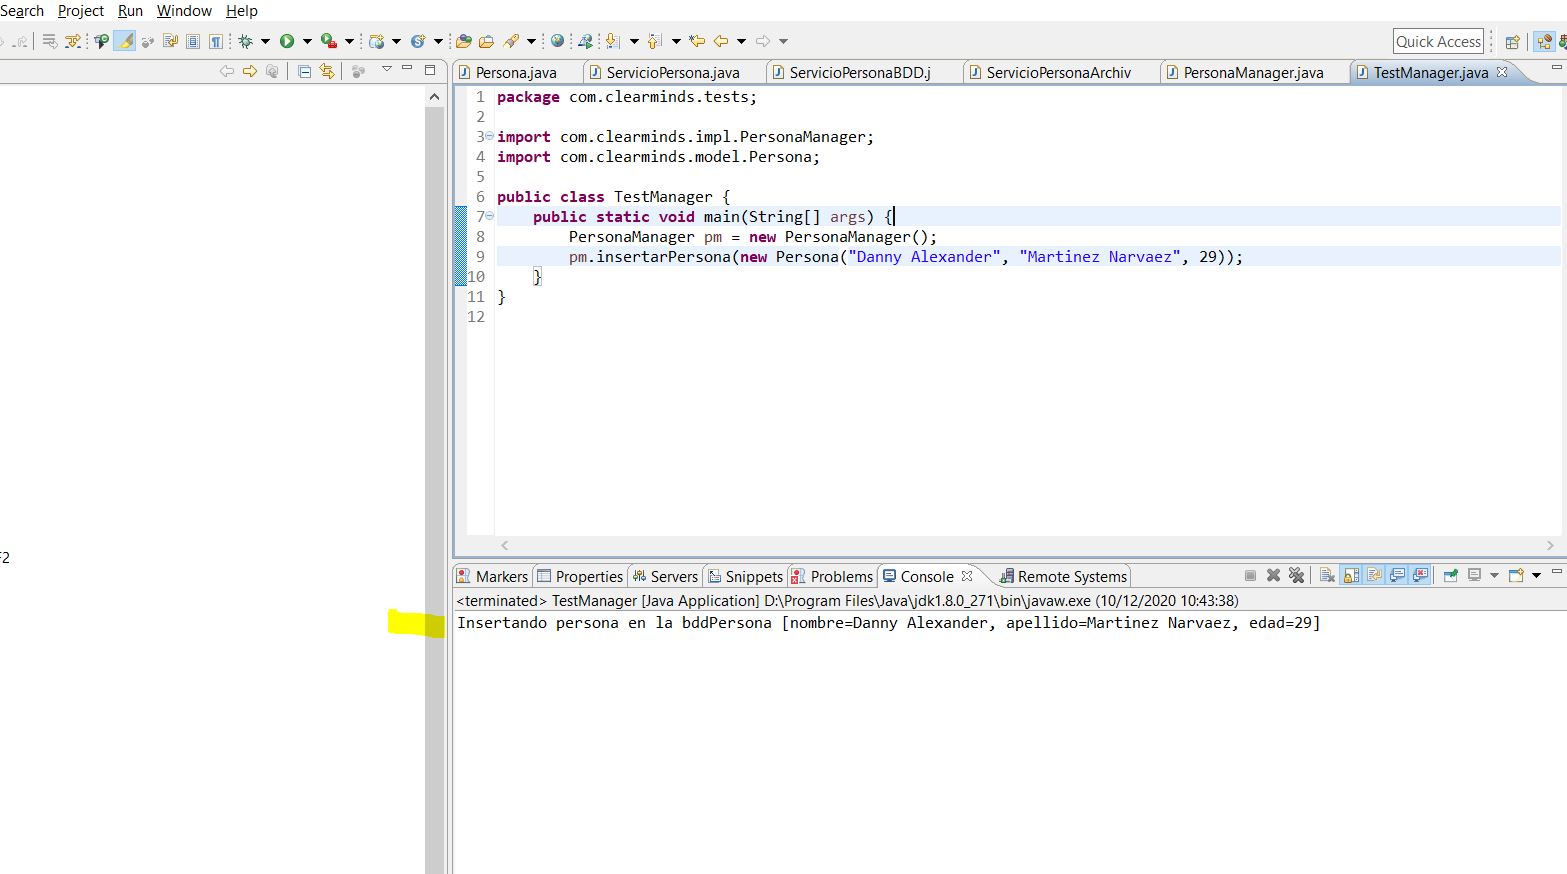 Search Project Run Window Help
Quick Access
Persona.java ServicioPersona.java ServicioPersonaBDD.j ServicioPersonaArchiv PersonaManager.java TestManager.java
1 package com.clearminds.tests;
2
3 import com.clearminds.impl.PersonaManager;
4 import com.clearminds.model.Persona;
5
6 public class TestManager {
7 public static void main(String[] args) {
8 PersonaManager pm = new PersonaManager();
9 pm.insertarPersona(new Persona("Danny Alexander", "Martinez Narvaez", 29));
10 }
11 }
12
F2
Markers Properties Servers Snippets Problems Console Remote Systems
<terminated> TestManager [Java Application] D:\Program Files\Java\jdk1.8.0_271\bin\javaw.exe (10/12/2020 10:43:38)
Insertando persona en la bddPersona [nombre=Danny Alexander, apellido=Martinez Narvaez, edad=29]